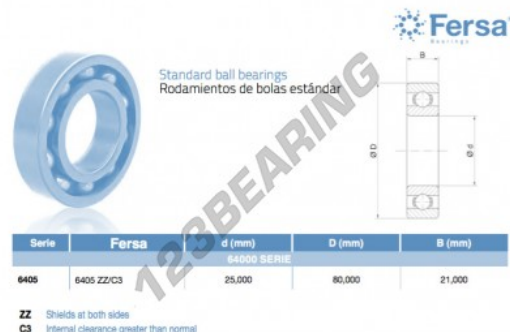 Fersa
Bearings
Standard ball bearings
Rodamientos de bolas estándar
B
Ø D
Ø d
123BEARING
Serie Fersa d (mm) D (mm) B (mm)
64000 SERIE
6405 6405 ZZ/C3 25,000 80,000 21,000
ZZ Shields at both sides
C3 Internal clearance greater than normal